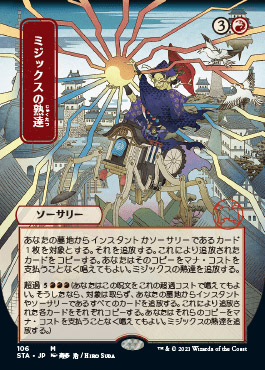 ミジックスの熟達
じゅくたつ
3
ソーサリー
あなたの墓地からインスタントかソーサリーであるカード
1枚を対象とする。それを追放する。これにより追放された
カードをコピーする。あなたはそのコピーをマナ・コストを
支払うことなく唱えてもよい。ミジックスの熟達を追放する。
超過 5 (あなたはこの呪文をこれの超過コストで唱えてもよ
い。そうしたなら、対象は取らず、あなたの墓地からインスタント
やソーサリーであるすべてのカードを追放する。これにより追放さ
れた各カードをそれぞれコピーする。あなたはそれらのコピーを
マナ・コストを支払うことなく唱えてもよい。ミジックスの熟達を追
放する。)
106 M
STA • JP 須多 浩 / HIRO SUDA
™ & © 2021 Wizards of the Coast